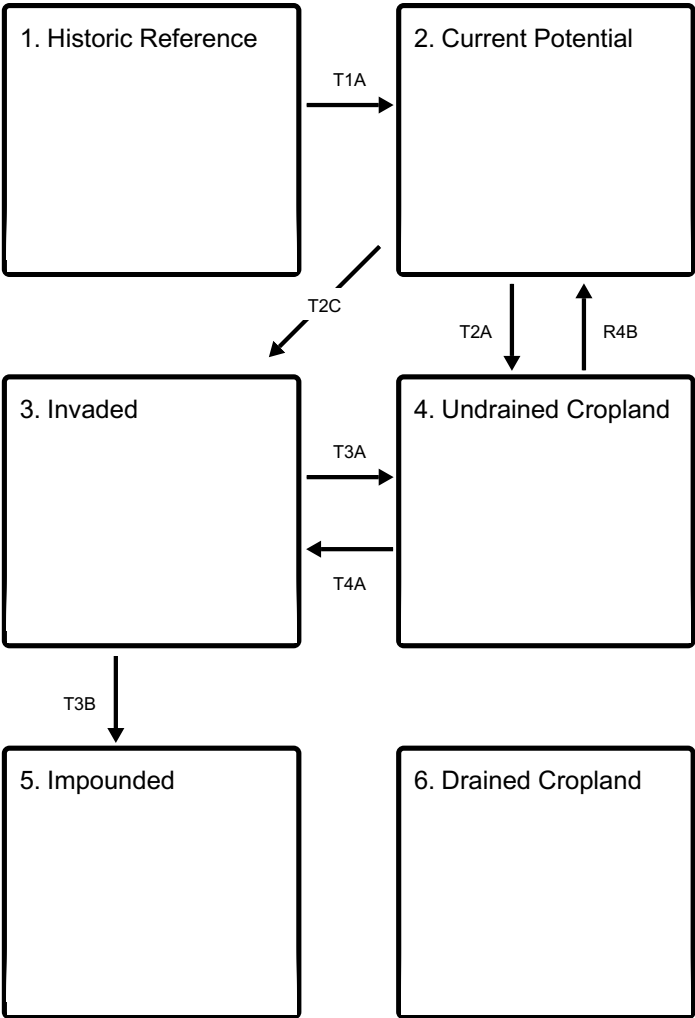 1. Historic Reference
2. Current Potential
T1A
T2C
T2A
R4B
3. Invaded
4. Undrained Cropland
T3A
T4A
T3B
5. Impounded
6. Drained Cropland